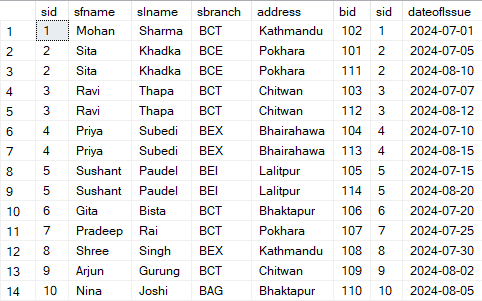 sid sfname slname sbranch address bid sid dateofIssue
1 1 Mohan Sharma BCT Kathmandu 102 1 2024-07-01
2 2 Sita Khadka BCE Pokhara 101 2 2024-07-05
3 2 Sita Khadka BCE Pokhara 111 2 2024-08-10
4 3 Ravi Thapa BCT Chitwan 103 3 2024-07-07
5 3 Ravi Thapa BCT Chitwan 112 3 2024-08-12
6 4 Priya Subedi BEX Bhairahawa 104 4 2024-07-10
7 4 Priya Subedi BEX Bhairahawa 113 4 2024-08-15
8 5 Sushant Paudel BEI Lalitpur 105 5 2024-07-15
9 5 Sushant Paudel BEI Lalitpur 114 5 2024-08-20
10 6 Gita Bista BCT Bhaktapur 106 6 2024-07-20
11 7 Pradeep Rai BCT Pokhara 107 7 2024-07-25
12 8 Shree Singh BEX Kathmandu 108 8 2024-07-30
13 9 Arjun Gurung BCT Chitwan 109 9 2024-08-02
14 10 Nina Joshi BAG Bhaktapur 110 10 2024-08-05